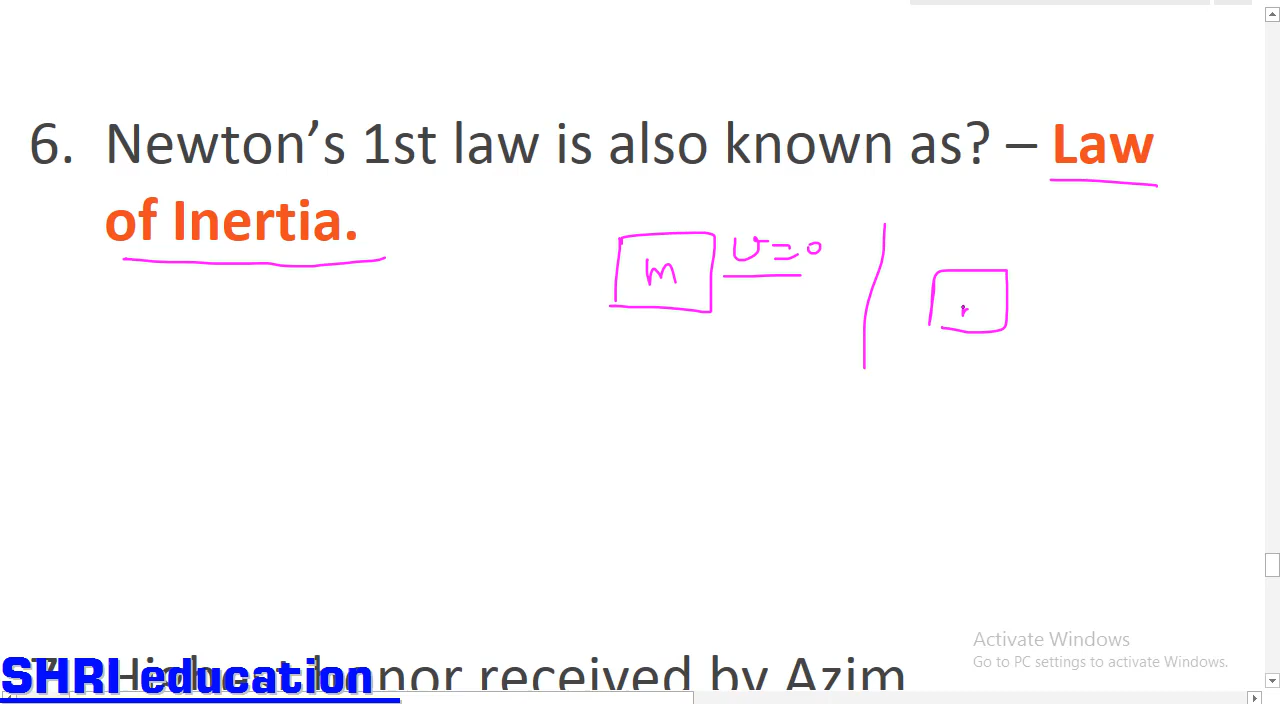 6. Newton’s 1st law is also known as? – Law
of Inertia.
m
υ=0
Activate Windows
Go to PC settings to activate Windows.
SHRI education
honor received by Azim